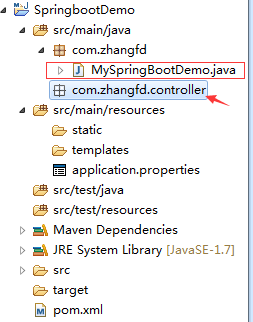 SpringbootDemo
src/main/java
com.zhangfd
MySpringBootDemo.java
com.zhangfd.controller
src/main/resources
static
templates
application.properties
src/test/java
src/test/resources
Maven Dependencies
JRE System Library [JavaSE-1.7]
src
target
pom.xml